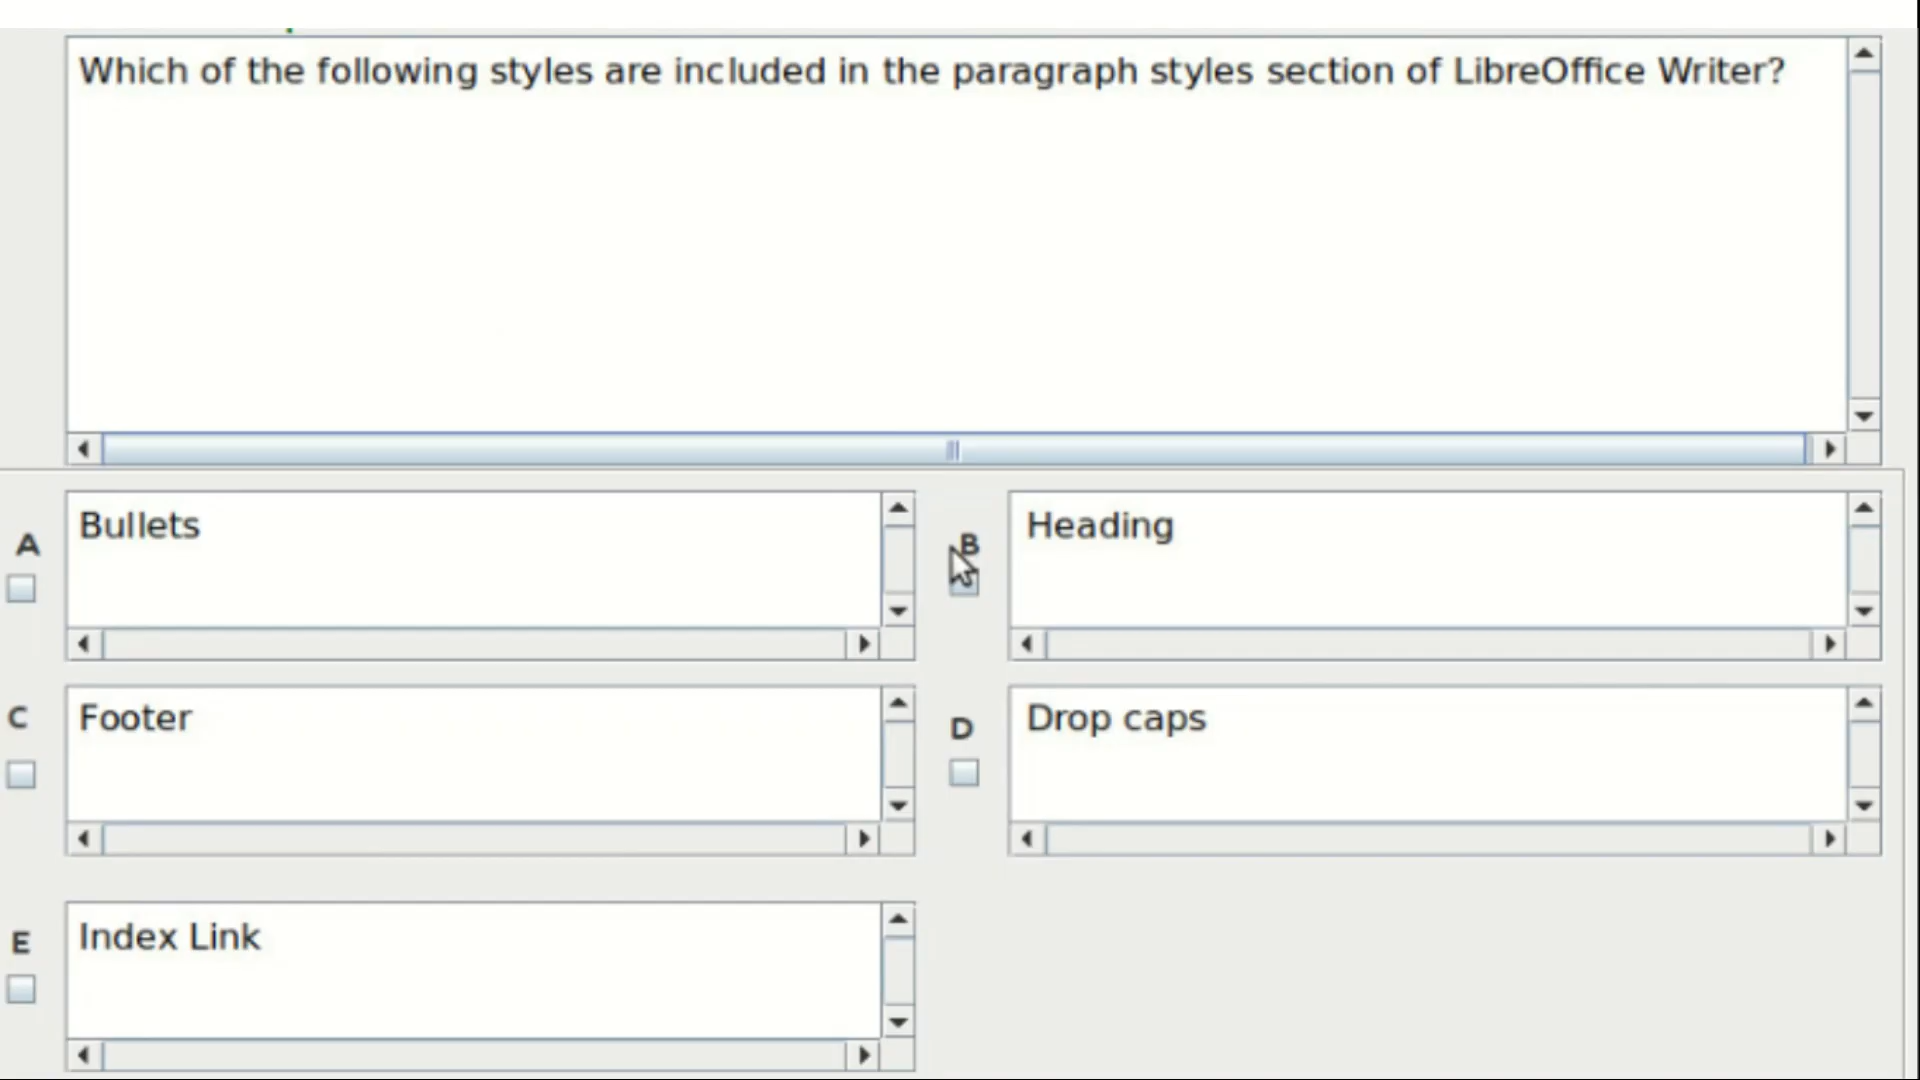 Which of the following styles are included in the paragraph styles section of LibreOffice Writer?
A
Bullets
B
Heading
C
Footer
D
Drop caps
E
Index Link